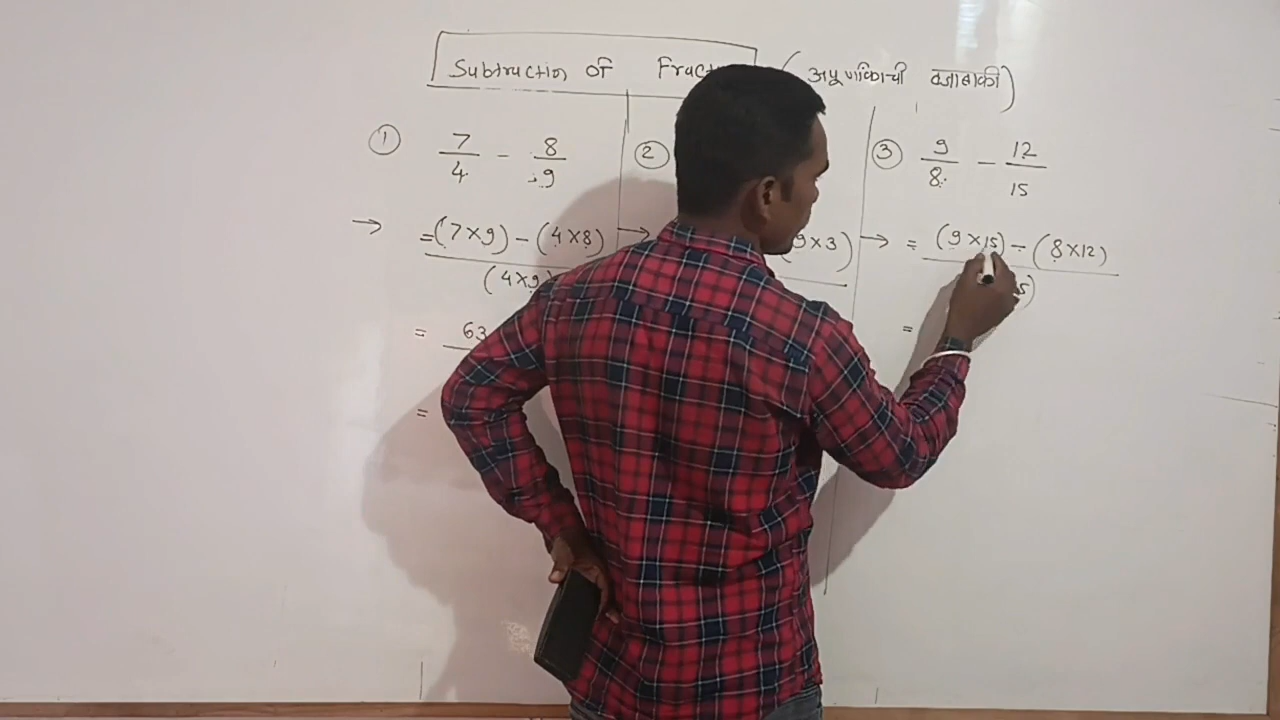 Subtruction of Fract (अपूर्णांकाची वजाबाकी)
① 7/4 - 8/9
② 
③ 9/8 - 12/15
→ = (7×9) - (4×8) / (4×9)
→ 9×3)
→ = (9×15) - (8×12)
= 63
=
=